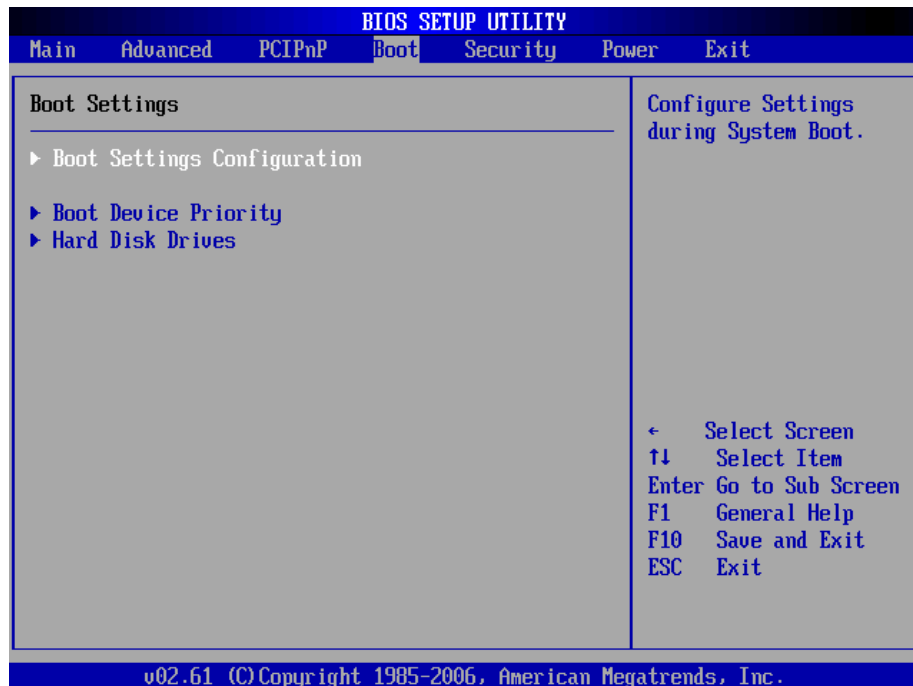 BIOS SETUP UTILITY
Main Advanced PCIPnP Boot Security Power Exit
Boot Settings
Boot Settings Configuration
Boot Device Priority
Hard Disk Drives
Configure Settings
during System Boot.
← Select Screen
↑↓ Select Item
Enter Go to Sub Screen
F1 General Help
F10 Save and Exit
ESC Exit
v02.61 (C)Copyright 1985-2006, American Megatrends, Inc.